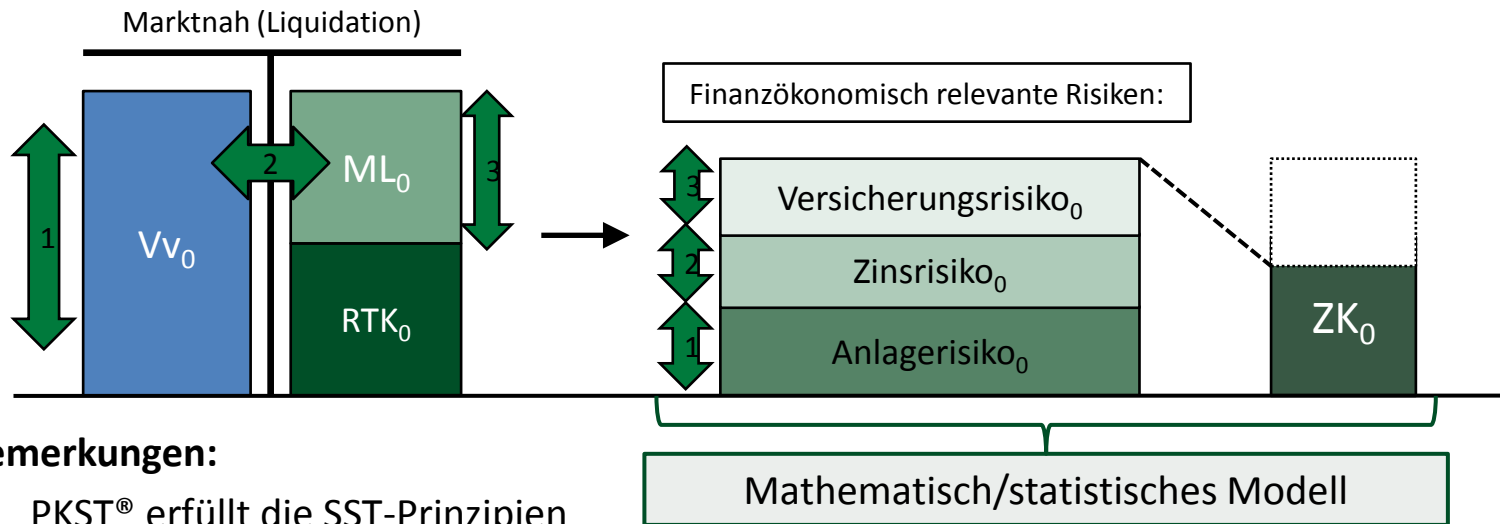 Marktnah (Liquidation)
Finanzökonomisch relevante Risiken:
1
2
3
Vv₀
ML₀
RTK₀
3
Versicherungsrisiko₀
2
Zinsrisiko₀
1
Anlagerisiko₀
ZK₀
emerkungen:
Mathematisch/statistisches Modell
PKST® erfüllt die SST-Prinzipien